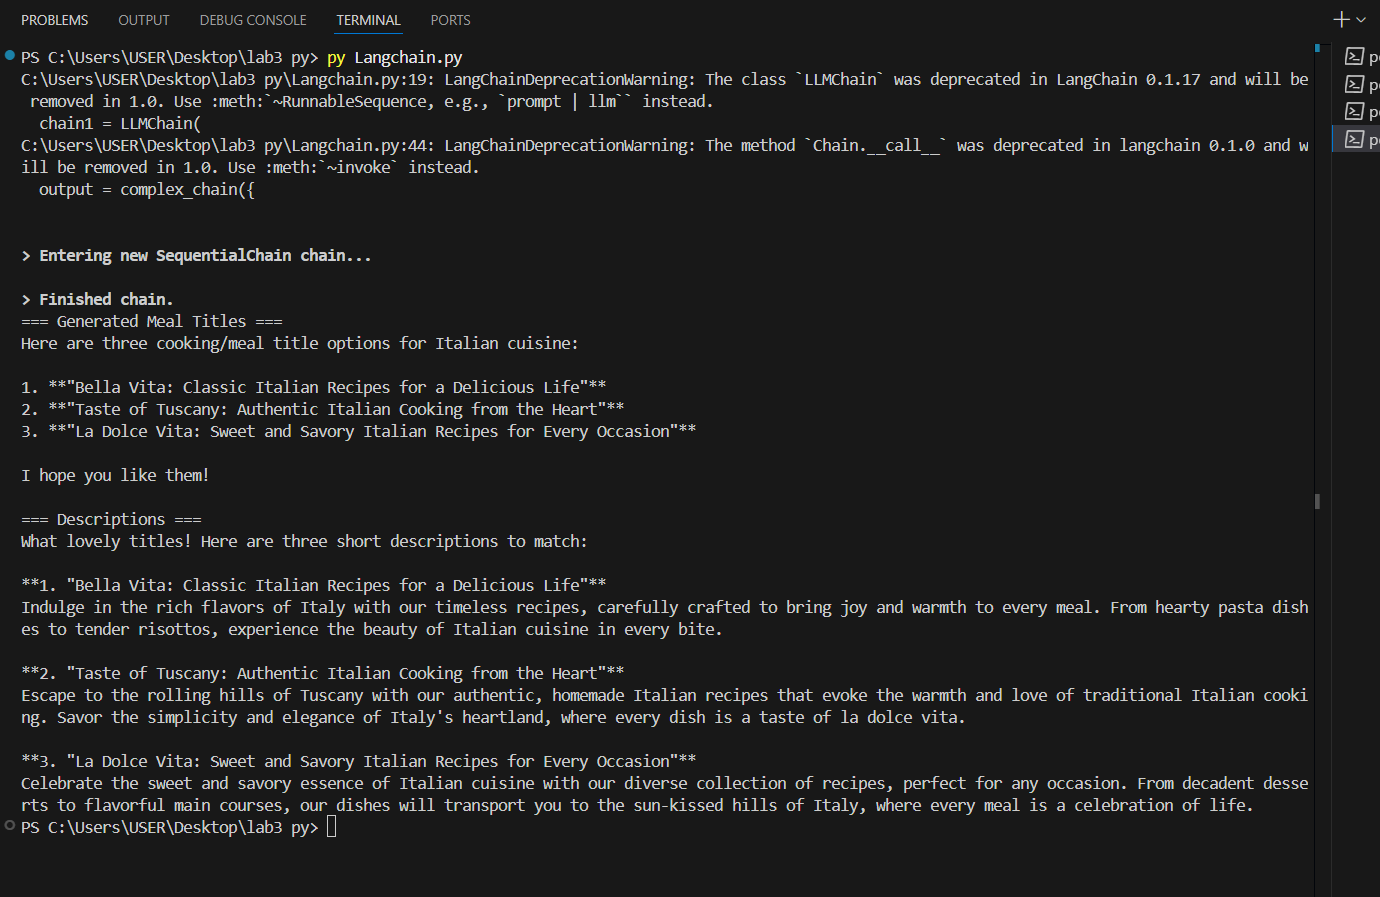 PROBLEMS OUTPUT DEBUG CONSOLE TERMINAL PORTS
PS C:\Users\USER\Desktop\lab3 py> py Langchain.py
C:\Users\USER\Desktop\lab3 py\Langchain.py:19: LangChainDeprecationWarning: The class `LLMChain` was deprecated in LangChain 0.1.17 and will be
removed in 1.0. Use :meth:`~RunnableSequence, e.g., `prompt | llm`` instead.
chain1 = LLMChain(
C:\Users\USER\Desktop\lab3 py\Langchain.py:44: LangChainDeprecationWarning: The method `Chain.__call__` was deprecated in langchain 0.1.0 and w
ill be removed in 1.0. Use :meth:`~invoke` instead.
output = complex_chain({
> Entering new SequentialChain chain...
> Finished chain.
=== Generated Meal Titles ===
Here are three cooking/meal title options for Italian cuisine:
1. **"Bella Vita: Classic Italian Recipes for a Delicious Life"**
2. **"Taste of Tuscany: Authentic Italian Cooking from the Heart"**
3. **"La Dolce Vita: Sweet and Savory Italian Recipes for Every Occasion"**
I hope you like them!
=== Descriptions ===
What lovely titles! Here are three short descriptions to match:
**1. "Bella Vita: Classic Italian Recipes for a Delicious Life"**
Indulge in the rich flavors of Italy with our timeless recipes, carefully crafted to bring joy and warmth to every meal. From hearty pasta dish
es to tender risottos, experience the beauty of Italian cuisine in every bite.
**2. "Taste of Tuscany: Authentic Italian Cooking from the Heart"**
Escape to the rolling hills of Tuscany with our authentic, homemade Italian recipes that evoke the warmth and love of traditional Italian cooki
ng. Savor the simplicity and elegance of Italy's heartland, where every dish is a taste of la dolce vita.
**3. "La Dolce Vita: Sweet and Savory Italian Recipes for Every Occasion"**
Celebrate the sweet and savory essence of Italian cuisine with our diverse collection of recipes, perfect for any occasion. From decadent desse
rts to flavorful main courses, our dishes will transport you to the sun-kissed hills of Italy, where every meal is a celebration of life.
PS C:\Users\USER\Desktop\lab3 py>